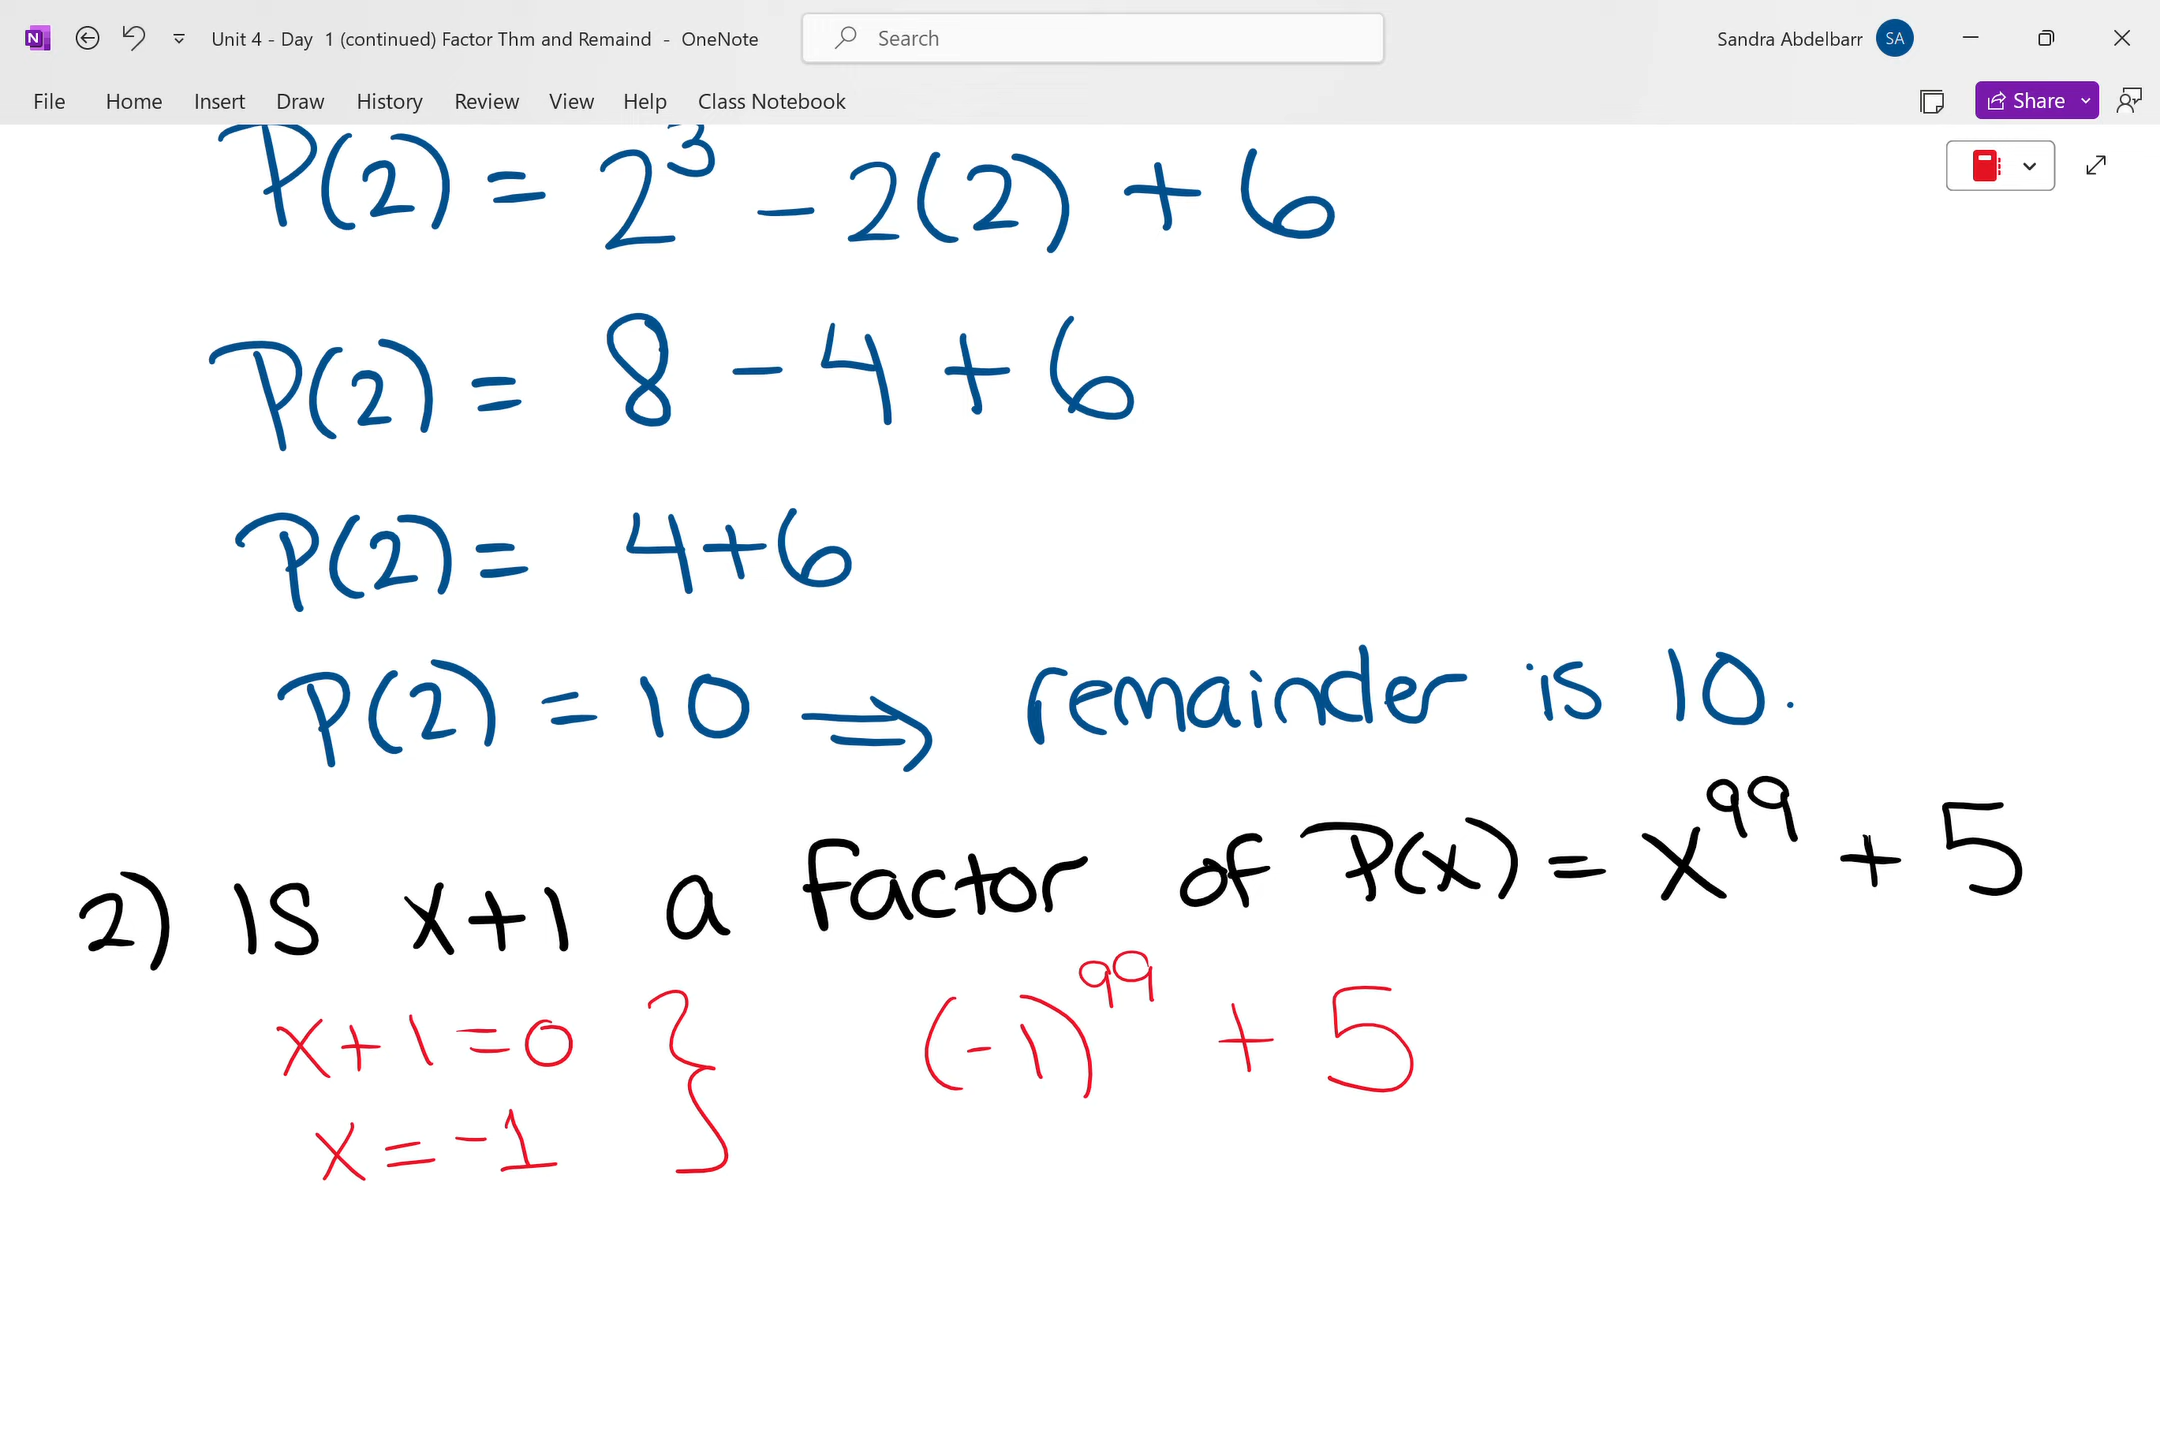 Unit 4 - Day 1 (continued) Factor Thm and Remaind - OneNote
Search
Sandra Abdelbarr SA
File Home Insert Draw History Review View Help Class Notebook Share
P(2) = 2³ - 2(2) + 6
P(2) = 8 - 4 + 6
P(2) = 4+6
P(2) = 10 ⟹ remainder is 10.
2) Is x+1 a factor of P(x) = x⁹⁹ + 5
x+1=0 } (-1)⁹⁹ + 5
x = -1